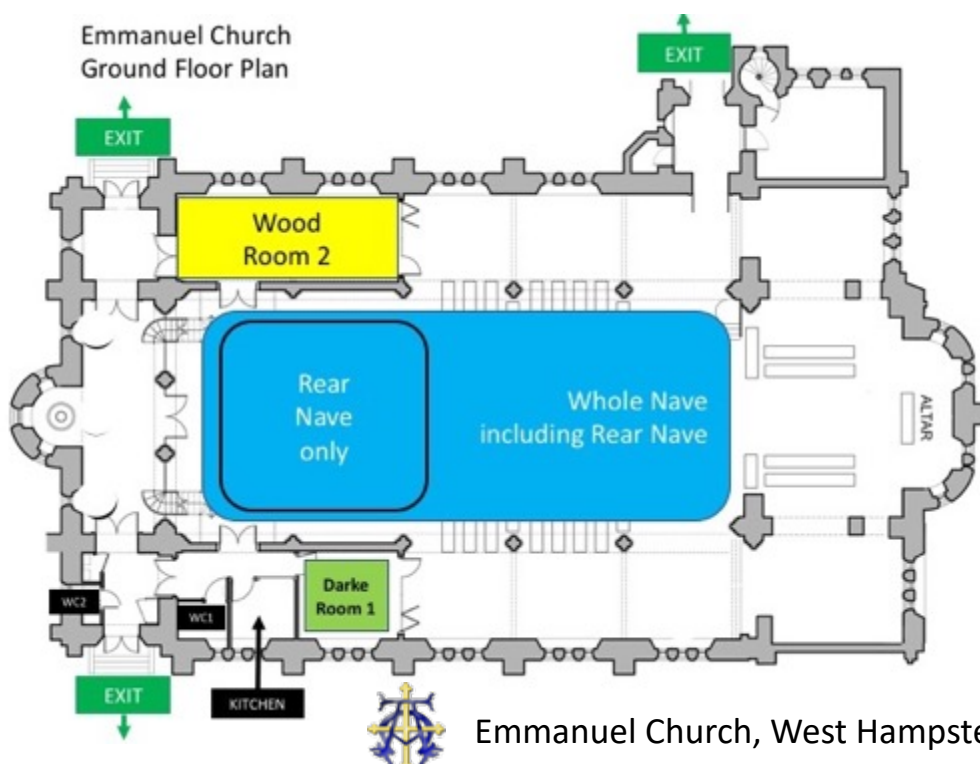 Emmanuel Church
Ground Floor Plan
EXIT
EXIT
Wood
Room 2
Rear
Nave
only
Whole Nave
including Rear Nave
ALTAR
Darke
Room 1
WC2
WC1
EXIT
KITCHEN
Emmanuel Church, West Hampste